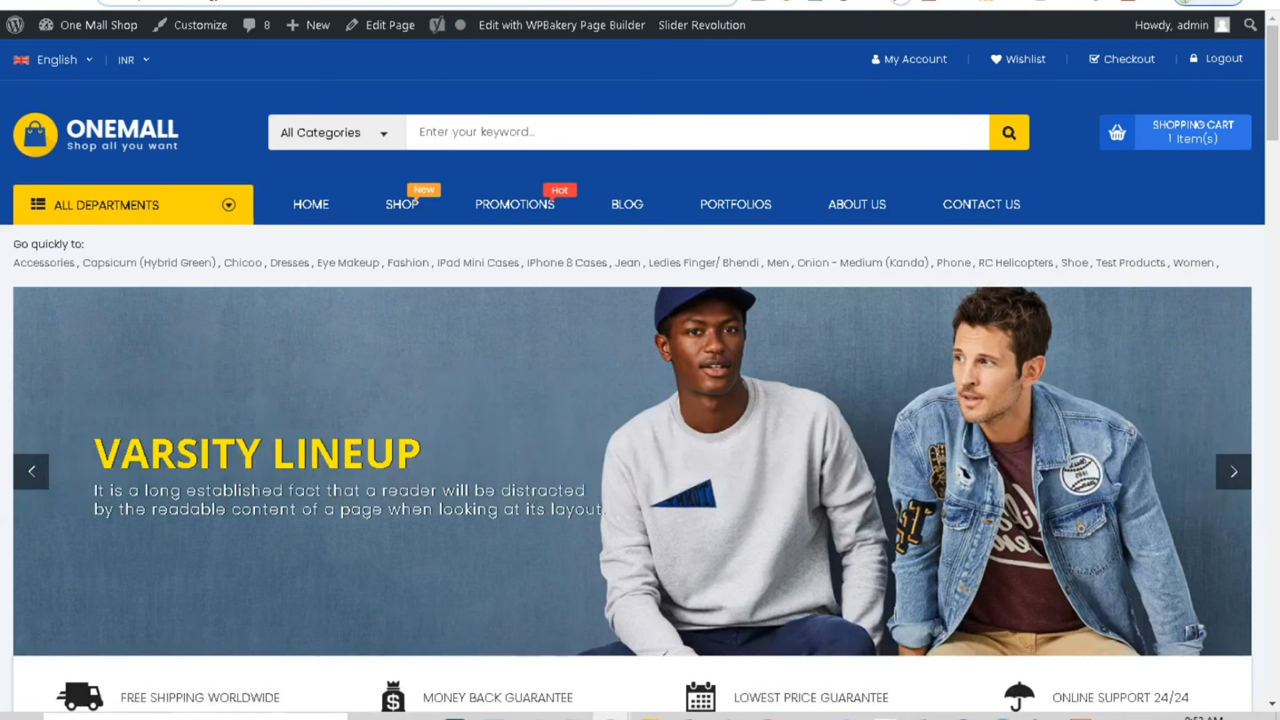 One Mall Shop Customize 8 New Edit Page Edit with WPBakery Page Builder Slider Revolution Howdy, admin
English INR My Account Wishlist Checkout Logout
ONEMALL
Shop all you want
All Categories Enter your keyword...
SHOPPING CART
1 item(s)
New Hot
ALL DEPARTMENTS HOME SHOP PROMOTIONS BLOG PORTFOLIOS ABOUT US CONTACT US
Go quickly to:
Accessories , Capsicum (Hybrid Green) , Chicoo , Dresses , Eye Makeup , Fashion , IPad Mini Cases , IPhone 8 Cases , Jean , Ledies Finger/ Bhendi , Men , Onion - Medium (Kanda) , Phone , RC Helicopters , Shoe , Test Products , Women ,
VARSITY LINEUP
It is a long established fact that a reader will be distracted
by the readable content of a page when looking at its layout.
FREE SHIPPING WORLDWIDE MONEY BACK GUARANTEE LOWEST PRICE GUARANTEE ONLINE SUPPORT 24/24